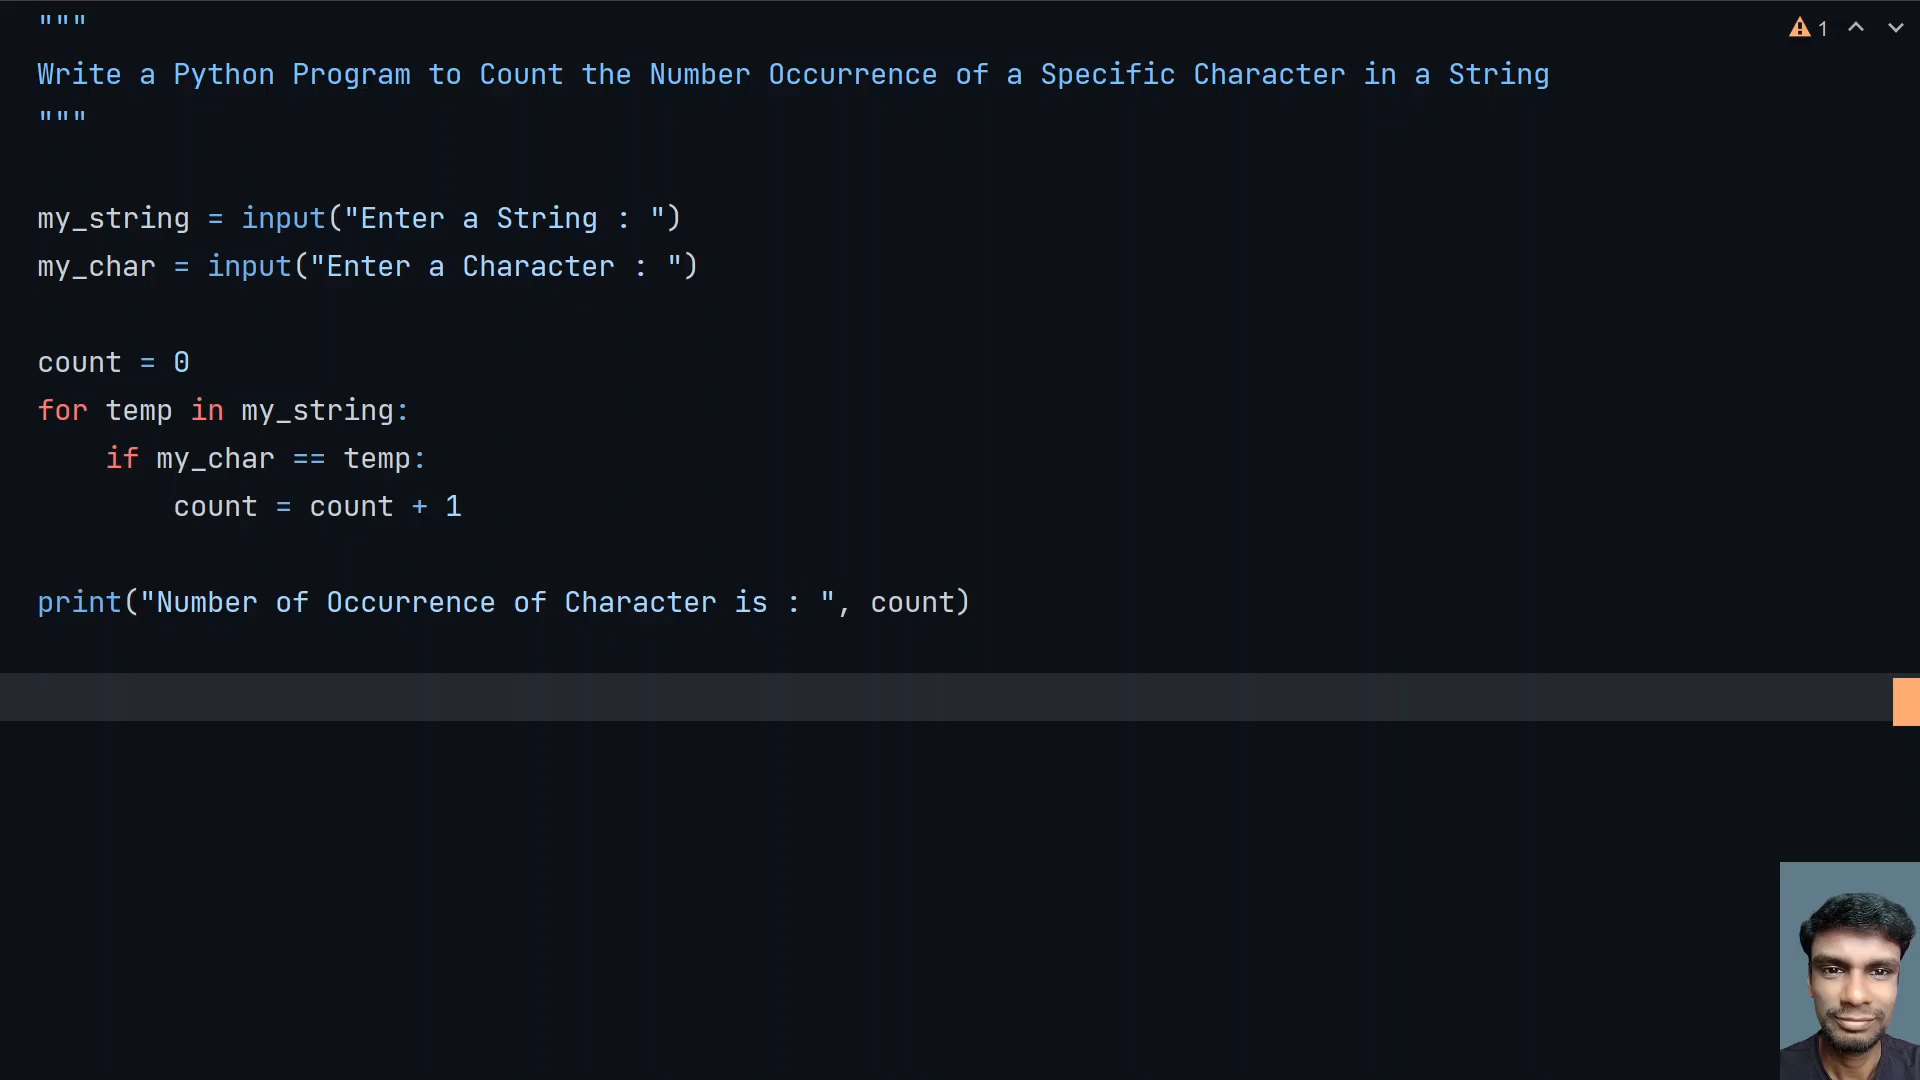 """
Write a Python Program to Count the Number Occurrence of a Specific Character in a String
"""
my_string = input("Enter a String : ")
my_char = input("Enter a Character : ")
count = 0
for temp in my_string:
    if my_char == temp:
        count = count + 1
print("Number of Occurrence of Character is : ", count)
1